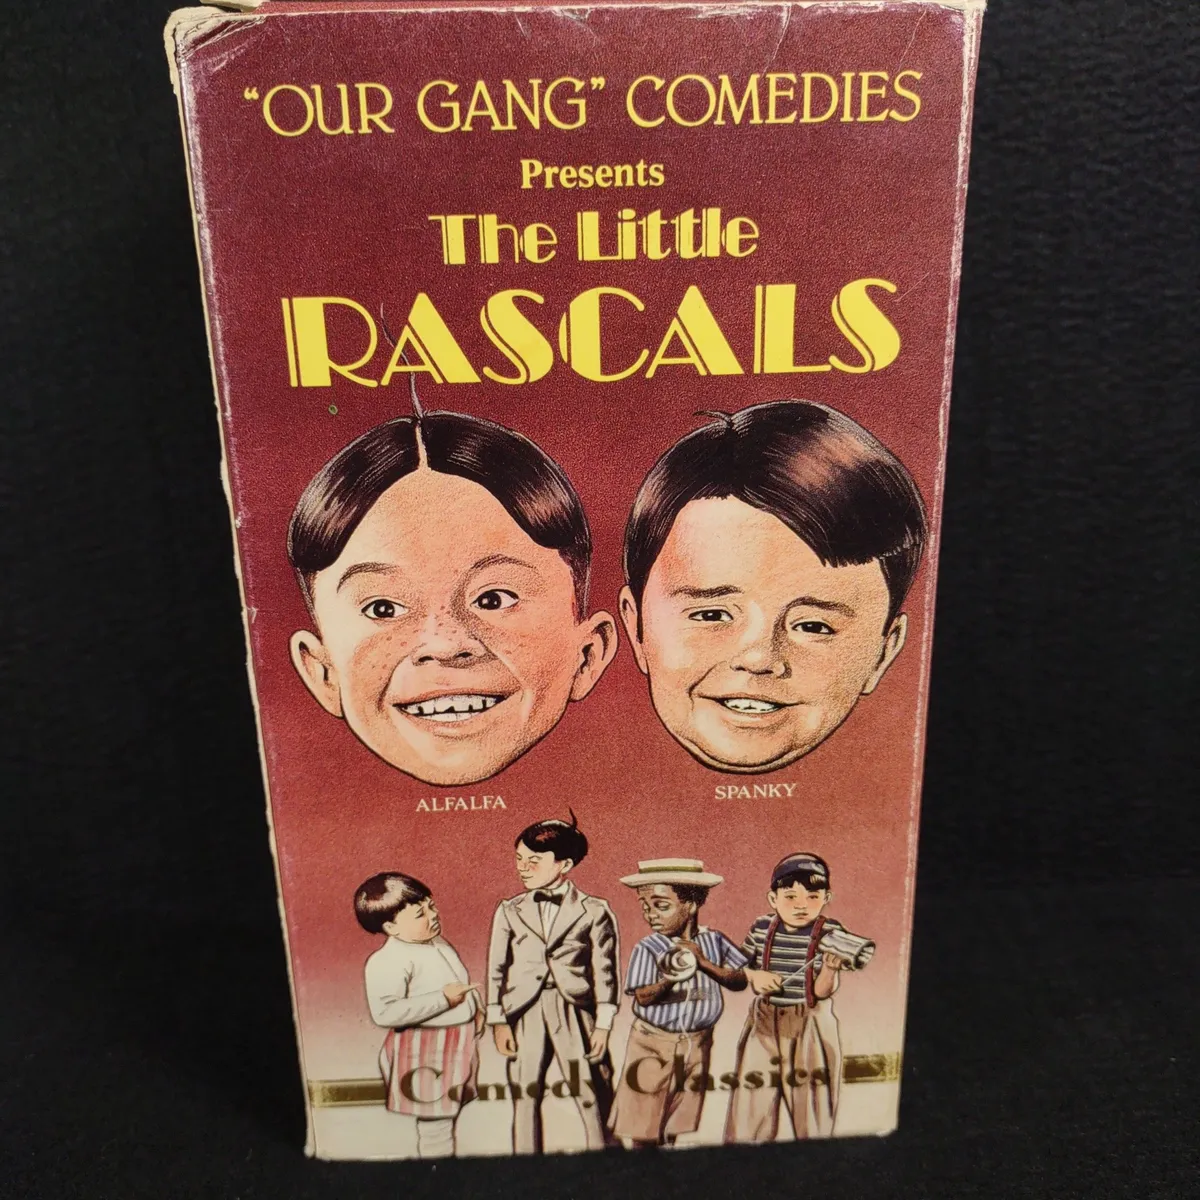 "OUR GANG" COMEDIES
Presents
The Little
RASCALS
ALFALFA
SPANKY
Comedy Classics